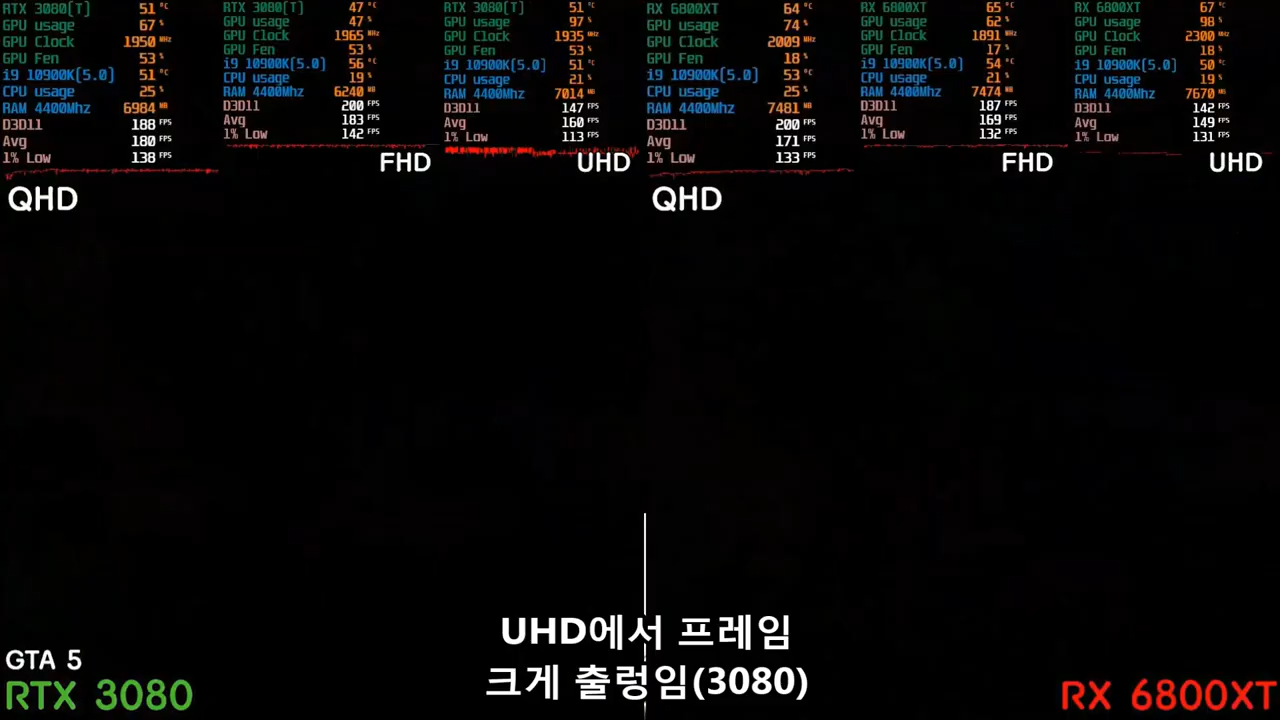 RTX 3080(T) 51 °C
GPU usage 67 %
GPU Clock 1950 MHz
GPU Fen 53 %
i9 10900K(5.0) 51 °C
CPU usage 25 %
RAM 4400Mhz 6984 MB
D3D11 188 FPS
Avg 180 FPS
1% Low 138 FPS
QHD
RTX 3080(T) 47 °C
GPU usage 47 %
GPU Clock 1965 MHz
GPU Fen 53 %
i9 10900K(5.0) 56 °C
CPU usage 19 %
RAM 4400Mhz 6240 MB
D3D11 200 FPS
Avg 183 FPS
1% Low 142 FPS
FHD
RTX 3080(T) 51 °C
GPU usage 97 %
GPU Clock 1935 MHz
GPU Fen 53 %
i9 10900K(5.0) 51 °C
CPU usage 21 %
RAM 4400Mhz 7014 MB
D3D11 147 FPS
Avg 160 FPS
1% Low 113 FPS
UHD
RX 6800XT 64 °C
GPU usage 74 %
GPU Clock 2009 MHz
GPU Fen 18 %
i9 10900K(5.0) 53 °C
CPU usage 25 %
RAM 4400Mhz 7481 MB
D3D11 200 FPS
Avg 171 FPS
1% Low 133 FPS
QHD
RX 6800XT 65 °C
GPU usage 62 %
GPU Clock 1891 MHz
GPU Fen 17 %
i9 10900K(5.0) 54 °C
CPU usage 21 %
RAM 4400Mhz 7474 MB
D3D11 187 FPS
Avg 169 FPS
1% Low 132 FPS
FHD
RX 6800XT 67 °C
GPU usage 98 %
GPU Clock 2300 MHz
GPU Fen 18 %
i9 10900K(5.0) 50 °C
CPU usage 19 %
RAM 4400Mhz 7670 MB
D3D11 142 FPS
Avg 149 FPS
1% Low 131 FPS
UHD
UHD에서 프레임
크게 출렁임(3080)
GTA 5
RTX 3080
RX 6800XT